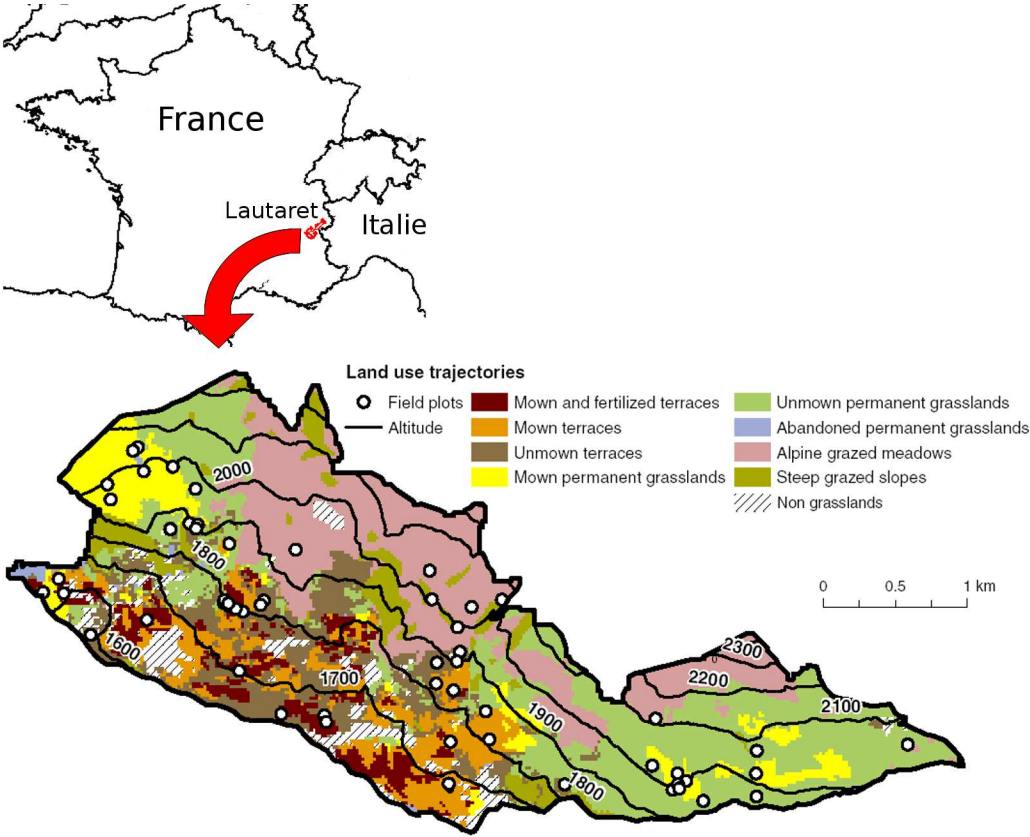 France
Lautaret
Italie
Land use trajectories
Field plots
Altitude
Mown and fertilized terraces
Mown terraces
Unmown terraces
Mown permanent grasslands
Unmown permanent grasslands
Abandoned permanent grasslands
Alpine grazed meadows
Steep grazed slopes
Non grasslands
2000
1800
0 0.5 1 km
1600
1700
2300
2200
2100
1900
1800